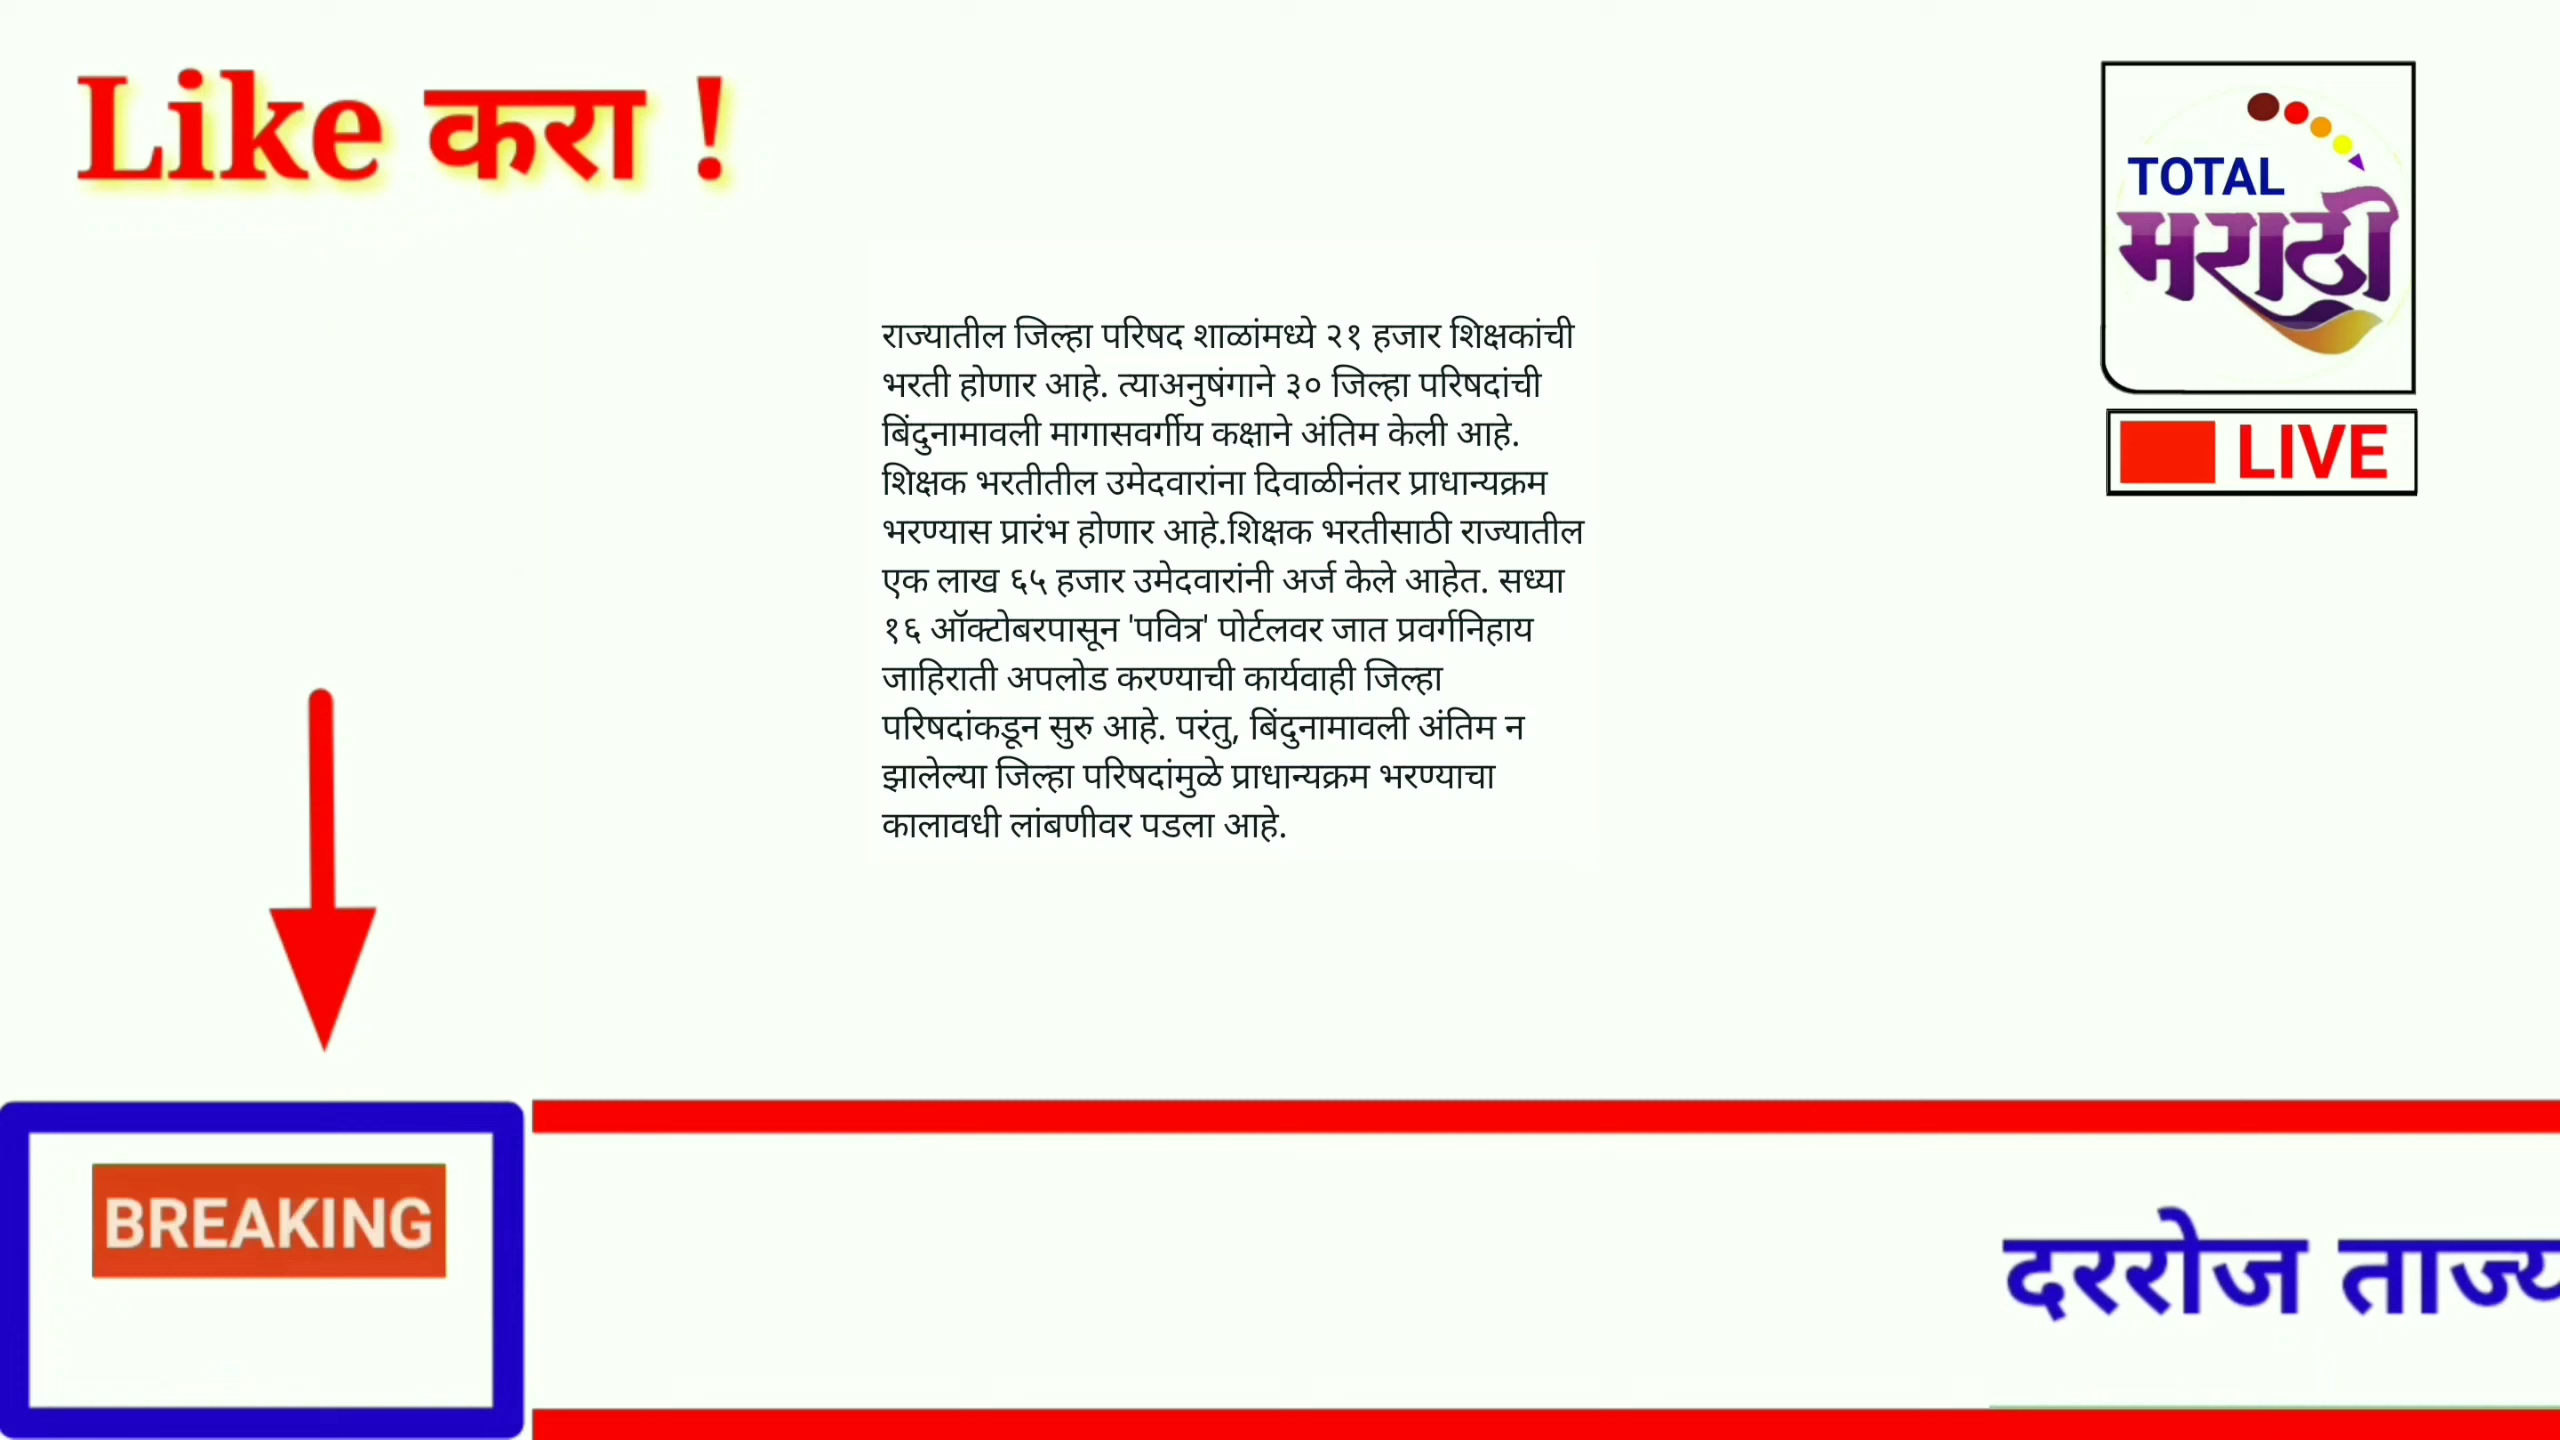 Like करा !
TOTAL
मराठी
LIVE
राज्यातील जिल्हा परिषद शाळांमध्ये २१ हजार शिक्षकांची
भरती होणार आहे. त्याअनुषंगाने ३० जिल्हा परिषदांची
बिंदुनामावली मागासवर्गीय कक्षाने अंतिम केली आहे.
शिक्षक भरतीतील उमेदवारांना दिवाळीनंतर प्राधान्यक्रम
भरण्यास प्रारंभ होणार आहे.शिक्षक भरतीसाठी राज्यातील
एक लाख ६५ हजार उमेदवारांनी अर्ज केले आहेत. सध्या
१६ ऑक्टोबरपासून 'पवित्र' पोर्टलवर जात प्रवर्गनिहाय
जाहिराती अपलोड करण्याची कार्यवाही जिल्हा
परिषदांकडून सुरु आहे. परंतु, बिंदुनामावली अंतिम न
झालेल्या जिल्हा परिषदांमुळे प्राधान्यक्रम भरण्याचा
कालावधी लांबणीवर पडला आहे.
BREAKING
दररोज